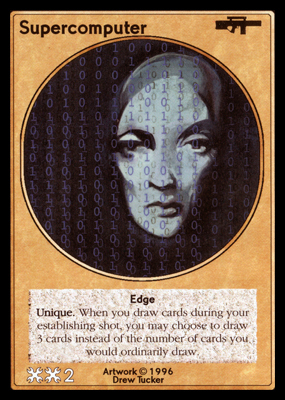 Supercomputer
Edge
Unique. When you draw cards during your
establishing shot, you may choose to draw
3 cards instead of the number of cards you
would ordinarily draw
2
Artwork © 1996
Drew Tucker